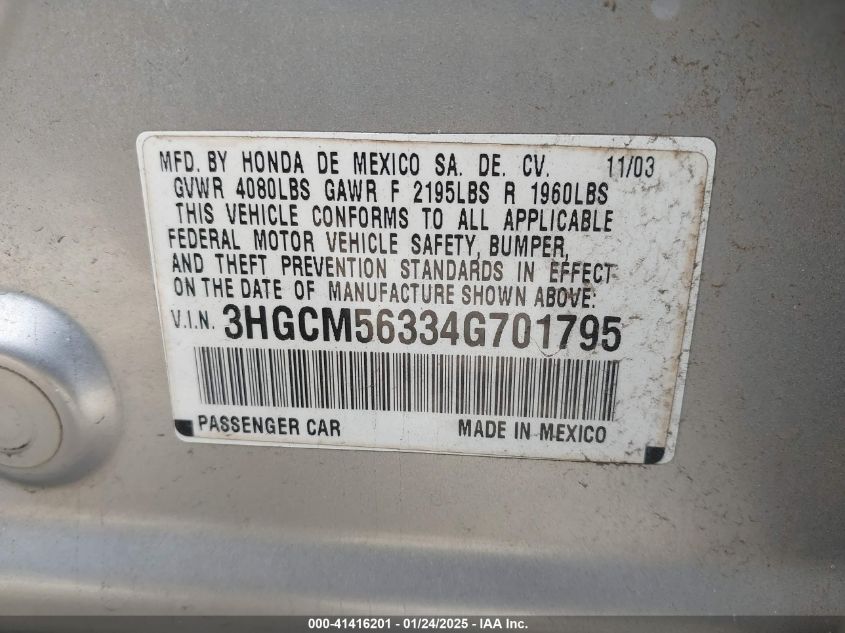 MFD. BY HONDA DE MEXICO SA. DE. CV. 11/03
GVWR 4080LBS GAWR F 2195LBS R 1960LBS
THIS VEHICLE CONFORMS TO ALL APPLICABLE
FEDERAL MOTOR VEHICLE SAFETY, BUMPER,
AND THEFT PREVENTION STANDARDS IN EFFECT
ON THE DATE OF MANUFACTURE SHOWN ABOVE:
V.I.N. 3HGCM56334G701795
PASSENGER CAR MADE IN MEXICO
000-41416201 - 01/24/2025 - IAA Inc.